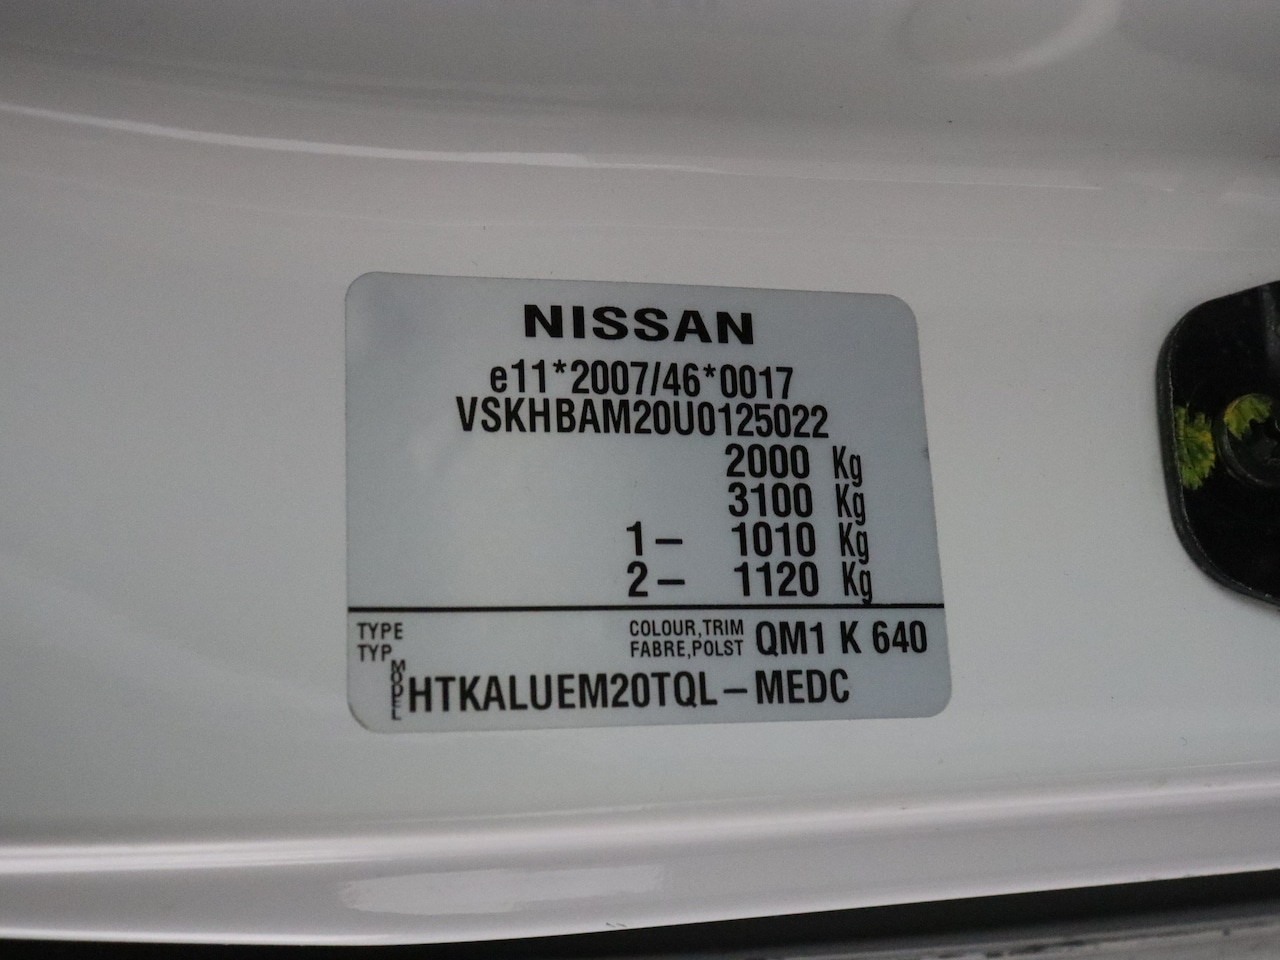 NISSAN
e11*2007/46*0017
VSKHBAM20U0125022
2000 Kg
3100 Kg
1- 1010 Kg
2- 1120 Kg
TYPE
TYP
COLOUR,TRIM
FABRE,POLST
QM1 K 640
MODEL
HTKALUEM20TQL-MEDC